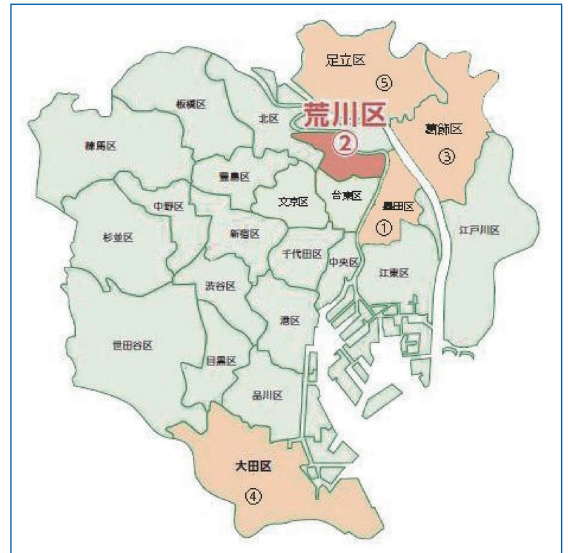 足立区
⑤
板橋区
北区
荒川区
②
葛飾区
③
練馬区
豊島区
文京区
台東区
墨田区
①
中野区
杉並区
新宿区
千代田区
中央区
江東区
江戸川区
渋谷区
港区
世田谷区
目黒区
品川区
大田区
④